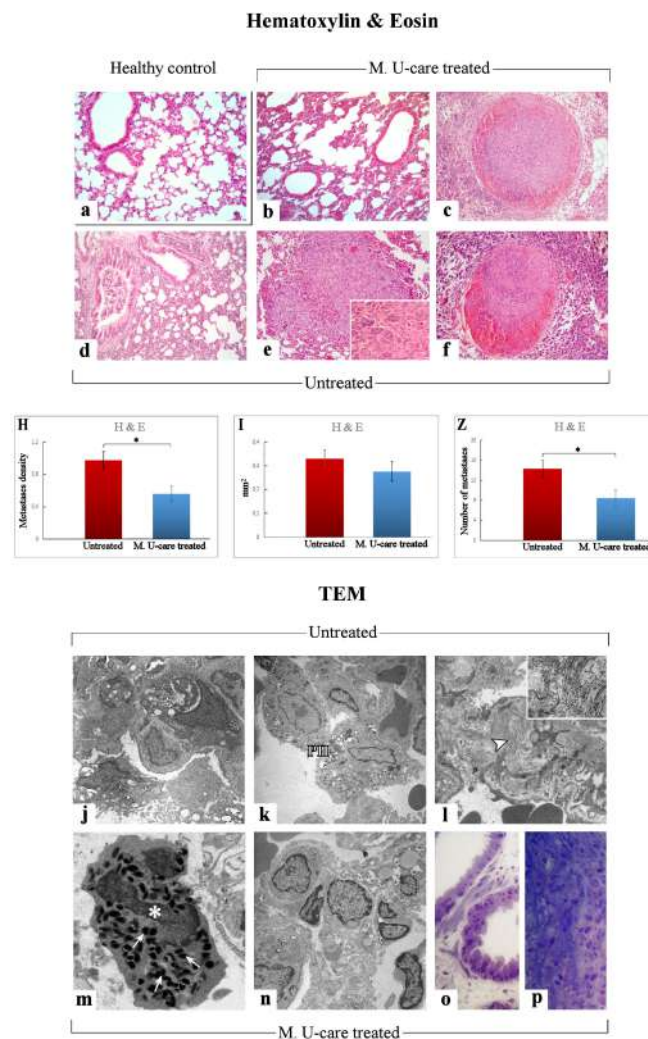 Hematoxylin & Eosin
Healthy control
M. U-care treated
a
b
c
d
e
f
Untreated
H
H & E
*
Metastases density
Untreated
M. U-care treated
I
H & E
mm²
Untreated
M. U-care treated
Z
H & E
*
Number of metastases
Untreated
M. U-care treated
TEM
Untreated
j
k
PII
l
m
*
n
o
p
M. U-care treated